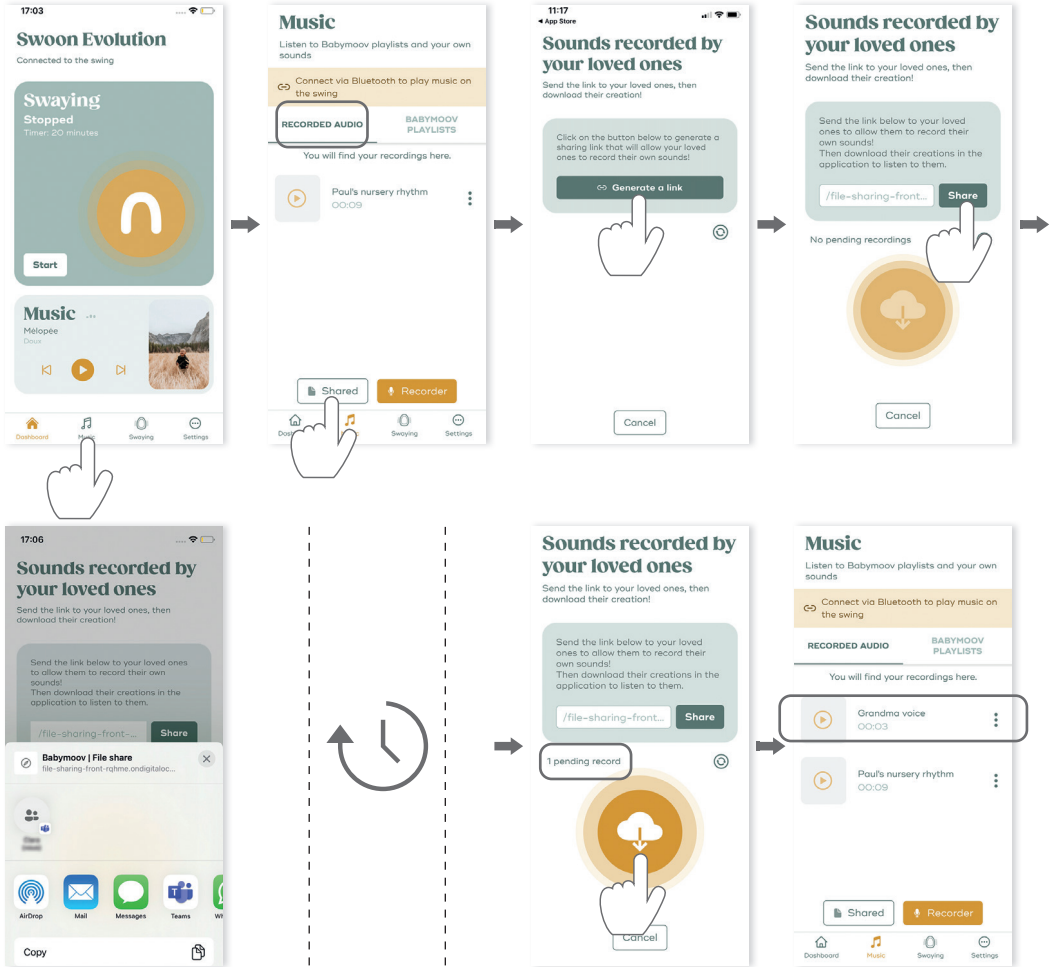 17:03
Swoon Evolution
Connected to the swing
Swaying
Stopped
Timer: 20 minutes
Start
Music
Mélopée
Doux
Dashboard
Swaying
Settings
Music
Listen to Babymoov playlists and your own
sounds
Connect via Bluetooth to play music on
the swing
RECORDED AUDIO
BABYMOOV
PLAYLISTS
You will find your recordings here.
Paul's nursery rhythm
00:09
Shared
Recorder
Swaying
Settings
11:17
App Store
Sounds recorded by
your loved ones
Send the link to your loved ones, then
download their creation!
Click on the button below to generate a
sharing link that will allow your loved
ones to record their own sounds!
Generate a link
Cancel
Sounds recorded by
your loved ones
Send the link to your loved ones, then
download their creation!
Send the link below to your loved
ones to allow them to record their
own sounds!
Then download their creations in the
application to listen to them.
/file-sharing-front...
Share
No pending recordings
Cancel
17:06
Sounds recorded by
your loved ones
Send the link to your loved ones, then
download their creation!
Send the link below to your loved ones
to allow them to record their own
sounds!
Then download their creations in the
application to listen to them.
/file-sharing-front-...
Share
Babymoov | File share
file-sharing-front-rqhme.ondigitaloc...
AirDrop
Mail
Messages
Teams
Copy
Sounds recorded by
your loved ones
Send the link to your loved ones, then
download their creation!
Send the link below to your loved
ones to allow them to record their
own sounds!
Then download their creations in the
application to listen to them.
/file-sharing-front...
Share
1 pending record
Cancel
Music
Listen to Babymoov playlists and your own
sounds
Connect via Bluetooth to play music on
the swing
RECORDED AUDIO
BABYMOOV
PLAYLISTS
You will find your recordings here.
Grandma voice
00:03
Paul's nursery rhythm
00:09
Shared
Recorder
Dashboard
Music
Swaying
Settings